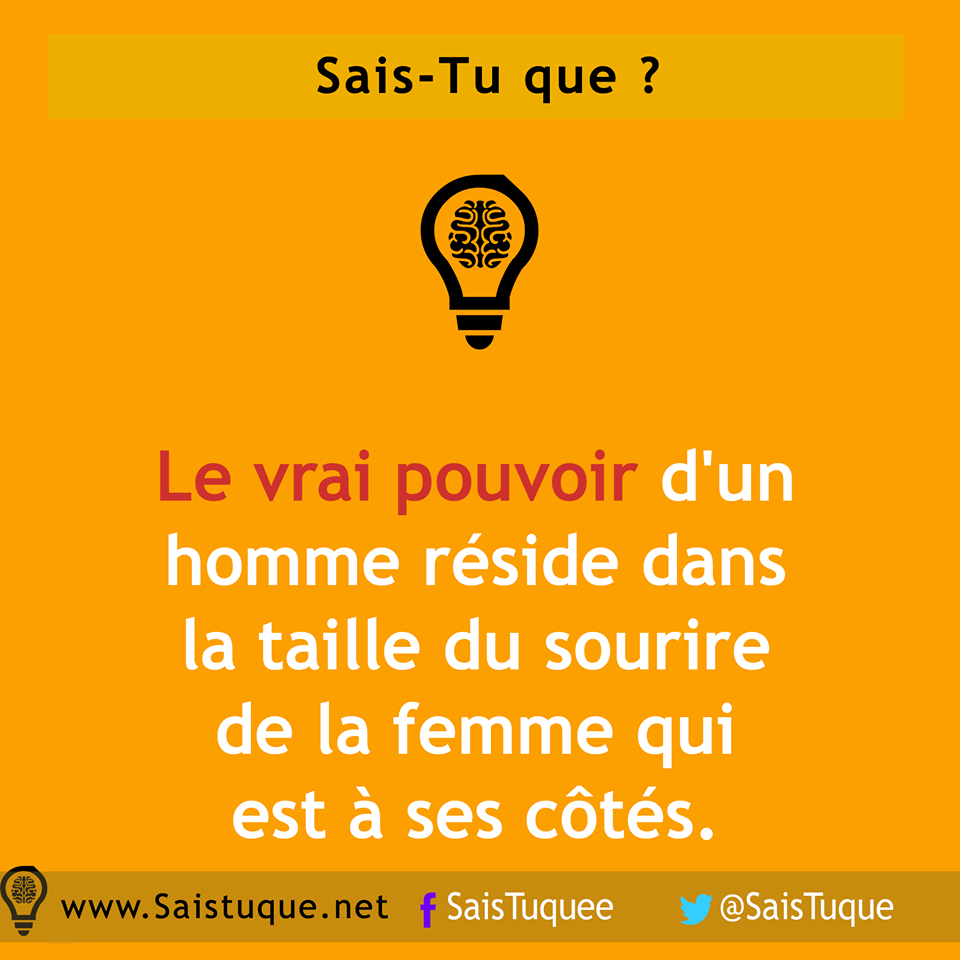 Sais-Tu que ?
Le vrai pouvoir d'un
homme réside dans
la taille du sourire
de la femme qui
est à ses côtés.
www.Saistuque.net f SaisTuquee @SaisTuque